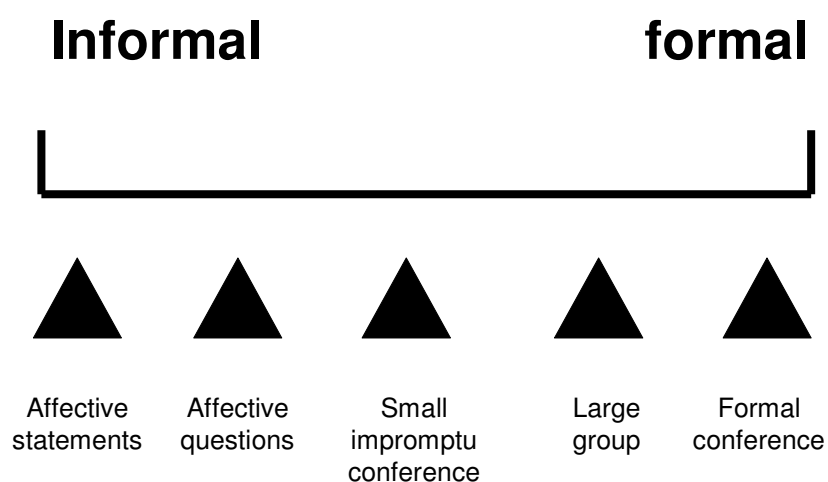 Informal formal
Affective statements
Affective questions
Small impromptu conference
Large group
Formal conference